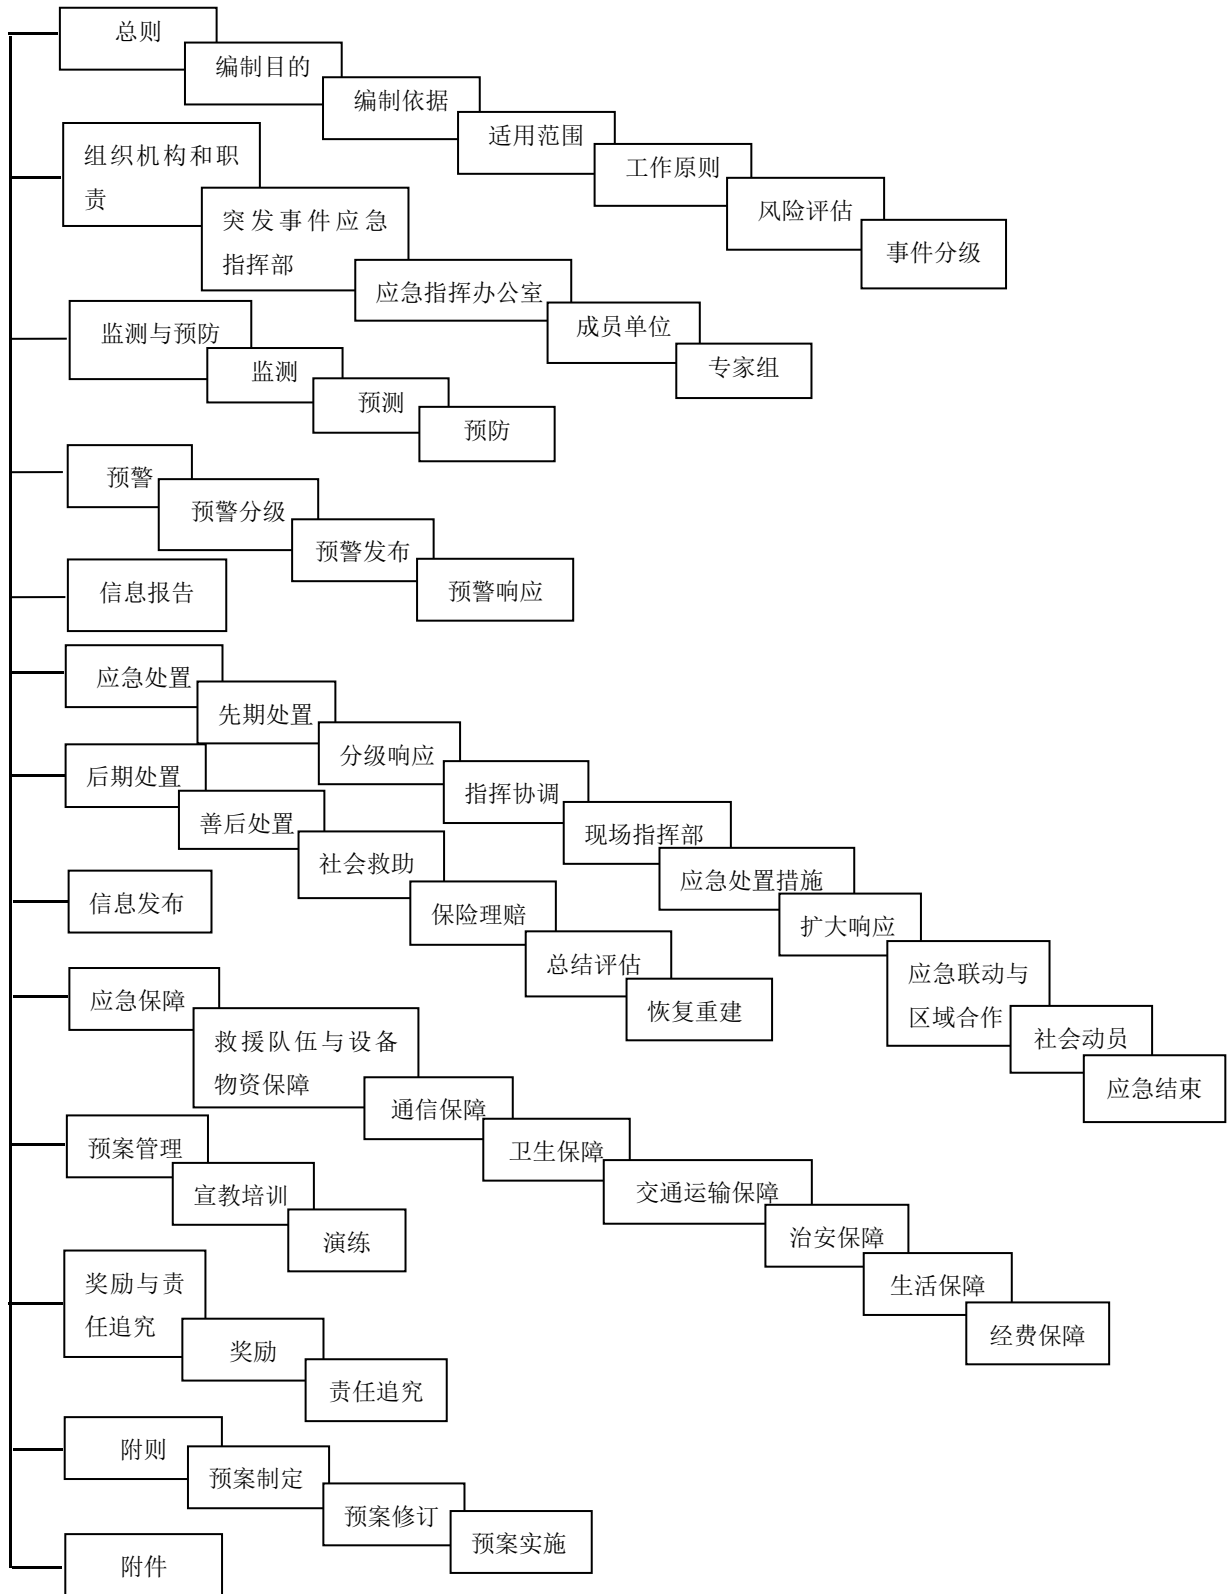 总则
编制目的
编制依据
适用范围
工作原则
风险评估
事件分级
组织机构和职
责
突发事件应急
指挥部
应急指挥办公室
成员单位
专家组
监测与预防
监测
预测
预防
预警
预警分级
预警发布
预警响应
信息报告
应急处置
先期处置
分级响应
指挥协调
现场指挥部
应急处置措施
扩大响应
应急联动与
区域合作
社会动员
应急结束
后期处置
善后处置
社会救助
保险理赔
总结评估
恢复重建
信息发布
应急保障
救援队伍与设备
物资保障
通信保障
卫生保障
交通运输保障
治安保障
生活保障
经费保障
预案管理
宣教培训
演练
奖励与责
任追究
奖励
责任追究
附则
预案制定
预案修订
预案实施
附件